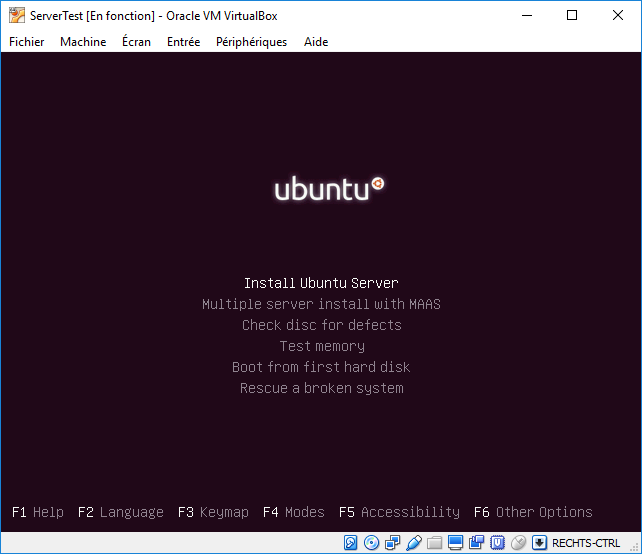 ServerTest [En fonction] - Oracle VM VirtualBox
Fichier Machine Écran Entrée Périphériques Aide
ubuntu
Install Ubuntu Server
Multiple server install with MAAS
Check disc for defects
Test memory
Boot from first hard disk
Rescue a broken system
F1 Help F2 Language F3 Keymap F4 Modes F5 Accessibility F6 Other Options
RECHTS-CTRL